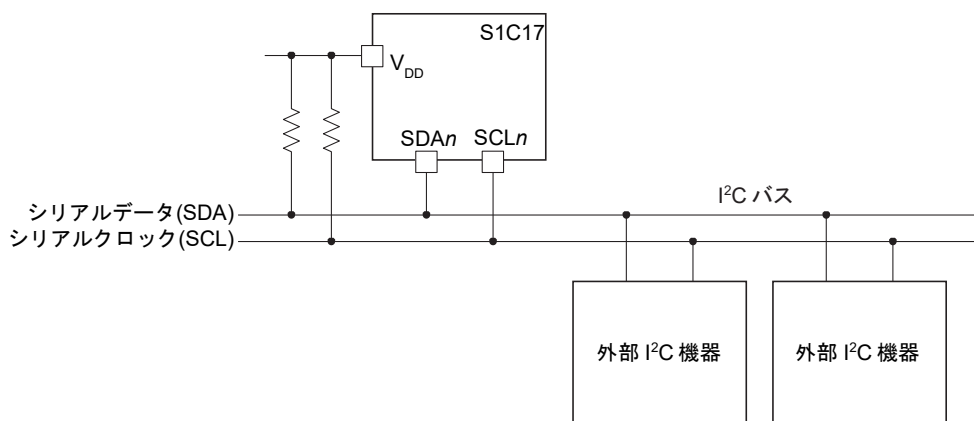 S1C17
VDD
SDAn SCLn
I²C バス
シリアルデータ(SDA)
シリアルクロック(SCL)
外部 I²C 機器 外部 I²C 機器